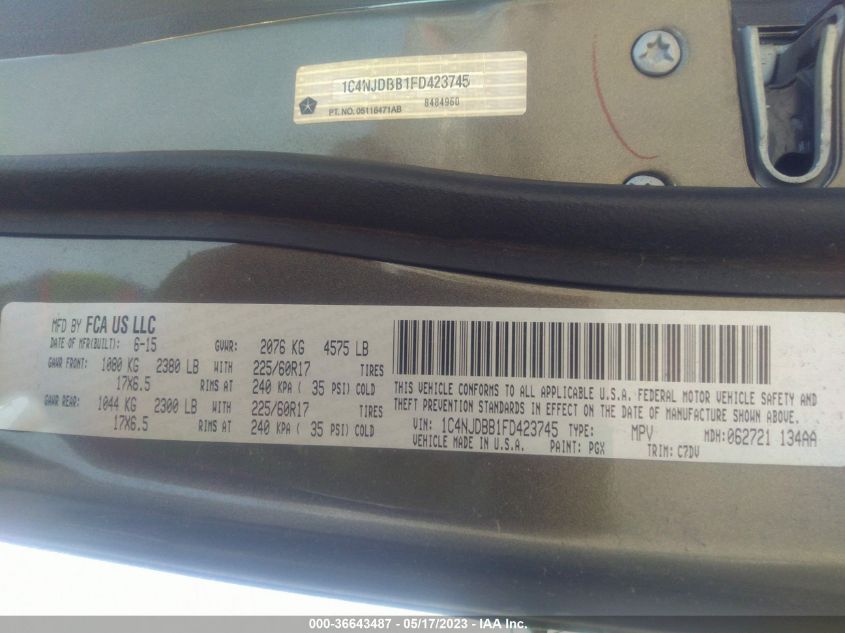 1C4NJDBB1FD423745
PT. NO. 05116471AB 8484960
MFD BY FCA US LLC
DATE OF MFR(BUILT): 6-15 GVWR: 2076 KG 4575 LB
GAWR FRONT: 1080 KG 2380 LB WITH 225/60R17 TIRES
17X6.5 RIMS AT 240 KPA ( 35 PSI) COLD
GAWR REAR: 1044 KG 2300 LB WITH 225/60R17 TIRES
17X6.5 RIMS AT 240 KPA ( 35 PSI) COLD
THIS VEHICLE CONFORMS TO ALL APPLICABLE U.S.A. FEDERAL MOTOR VEHICLE SAFETY AND
THEFT PREVENTION STANDARDS IN EFFECT ON THE DATE OF MANUFACTURE SHOWN ABOVE.
VIN: 1C4NJDBB1FD423745 TYPE: MPV MDH: 062721 134AA
VEHICLE MADE IN U.S.A. PAINT: PGX TRIM: C7DV
000-36643487 - 05/17/2023 - IAA Inc.